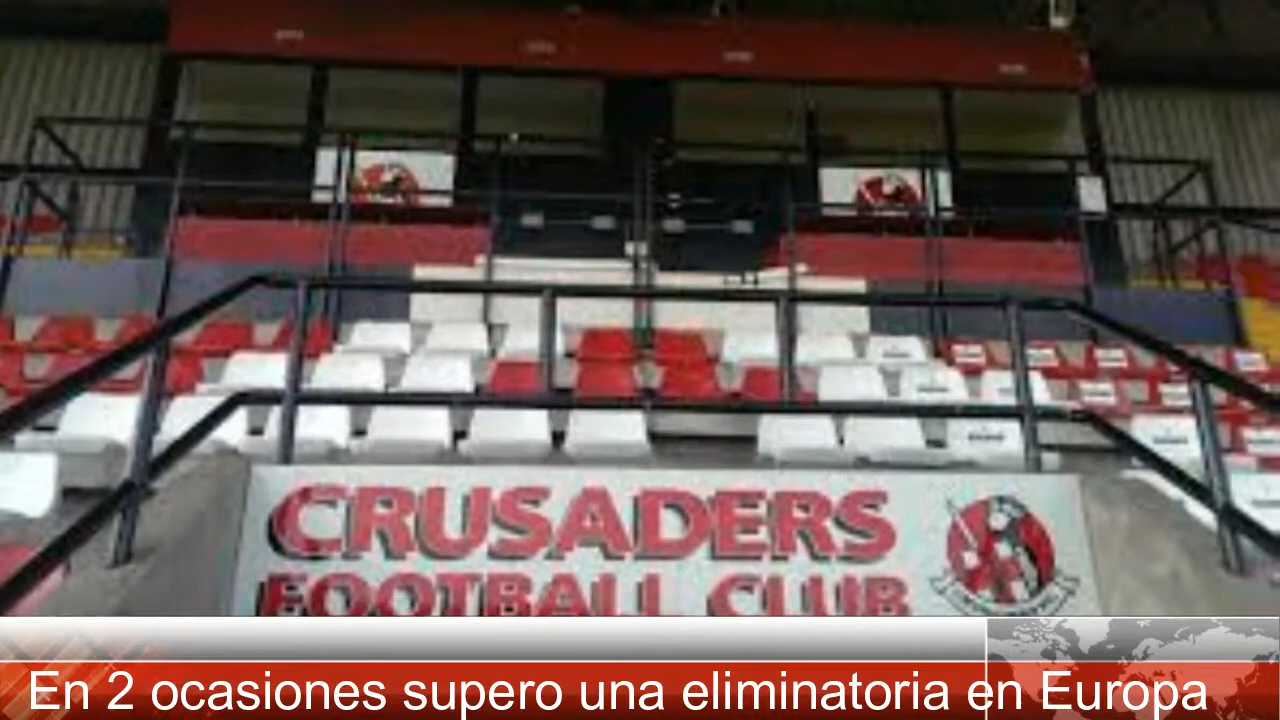 CRUSADERS
FOOTBALL CLUB
En 2 ocasiones supero una eliminatoria en Europa